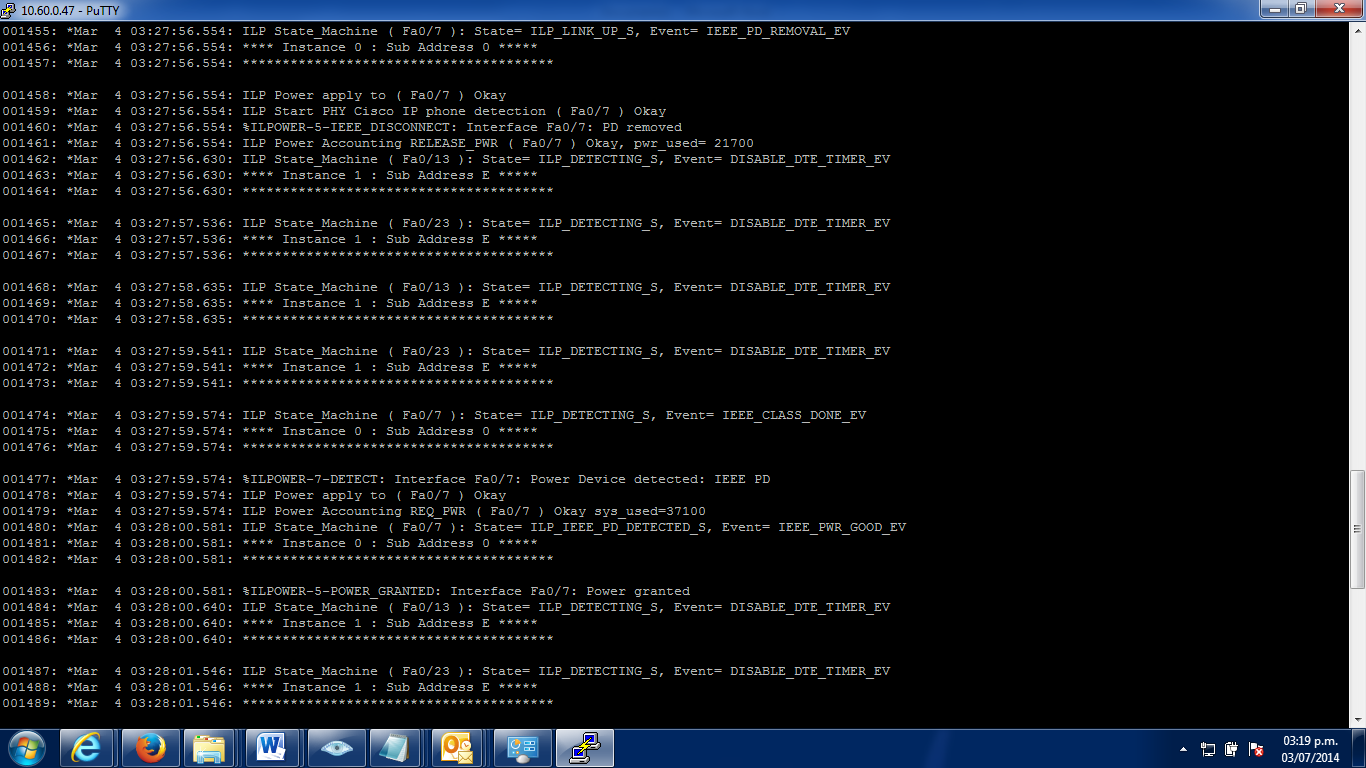 10.60.0.47 - PuTTY
001455: *Mar  4 03:27:56.554: ILP State_Machine ( Fa0/7 ): State= ILP_LINK_UP_S, Event= IEEE_PD_REMOVAL_EV
001456: *Mar  4 03:27:56.554: **** Instance 0 : Sub Address 0 *****
001457: *Mar  4 03:27:56.554: ***************************************
001458: *Mar  4 03:27:56.554: ILP Power apply to ( Fa0/7 ) Okay
001459: *Mar  4 03:27:56.554: ILP Start PHY Cisco IP phone detection ( Fa0/7 ) Okay
001460: *Mar  4 03:27:56.554: %ILPOWER-5-IEEE_DISCONNECT: Interface Fa0/7: PD removed
001461: *Mar  4 03:27:56.554: ILP Power Accounting RELEASE_PWR ( Fa0/7 ) Okay, pwr_used= 21700
001462: *Mar  4 03:27:56.630: ILP State_Machine ( Fa0/13 ): State= ILP_DETECTING_S, Event= DISABLE_DTE_TIMER_EV
001463: *Mar  4 03:27:56.630: **** Instance 1 : Sub Address E *****
001464: *Mar  4 03:27:56.630: ***************************************
001465: *Mar  4 03:27:57.536: ILP State_Machine ( Fa0/23 ): State= ILP_DETECTING_S, Event= DISABLE_DTE_TIMER_EV
001466: *Mar  4 03:27:57.536: **** Instance 1 : Sub Address E *****
001467: *Mar  4 03:27:57.536: ***************************************
001468: *Mar  4 03:27:58.635: ILP State_Machine ( Fa0/13 ): State= ILP_DETECTING_S, Event= DISABLE_DTE_TIMER_EV
001469: *Mar  4 03:27:58.635: **** Instance 1 : Sub Address E *****
001470: *Mar  4 03:27:58.635: ***************************************
001471: *Mar  4 03:27:59.541: ILP State_Machine ( Fa0/23 ): State= ILP_DETECTING_S, Event= DISABLE_DTE_TIMER_EV
001472: *Mar  4 03:27:59.541: **** Instance 1 : Sub Address E *****
001473: *Mar  4 03:27:59.541: ***************************************
001474: *Mar  4 03:27:59.574: ILP State_Machine ( Fa0/7 ): State= ILP_DETECTING_S, Event= IEEE_CLASS_DONE_EV
001475: *Mar  4 03:27:59.574: **** Instance 0 : Sub Address 0 *****
001476: *Mar  4 03:27:59.574: ***************************************
001477: *Mar  4 03:27:59.574: %ILPOWER-7-DETECT: Interface Fa0/7: Power Device detected: IEEE PD
001478: *Mar  4 03:27:59.574: ILP Power apply to ( Fa0/7 ) Okay
001479: *Mar  4 03:27:59.574: ILP Power Accounting REQ_PWR ( Fa0/7 ) Okay sys_used=37100
001480: *Mar  4 03:28:00.581: ILP State_Machine ( Fa0/7 ): State= ILP_IEEE_PD_DETECTED_S, Event= IEEE_PWR_GOOD_EV
001481: *Mar  4 03:28:00.581: **** Instance 0 : Sub Address 0 *****
001482: *Mar  4 03:28:00.581: ***************************************
001483: *Mar  4 03:28:00.581: %ILPOWER-5-POWER_GRANTED: Interface Fa0/7: Power granted
001484: *Mar  4 03:28:00.640: ILP State_Machine ( Fa0/13 ): State= ILP_DETECTING_S, Event= DISABLE_DTE_TIMER_EV
001485: *Mar  4 03:28:00.640: **** Instance 1 : Sub Address E *****
001486: *Mar  4 03:28:00.640: ***************************************
001487: *Mar  4 03:28:01.546: ILP State_Machine ( Fa0/23 ): State= ILP_DETECTING_S, Event= DISABLE_DTE_TIMER_EV
001488: *Mar  4 03:28:01.546: **** Instance 1 : Sub Address E *****
001489: *Mar  4 03:28:01.546: ***************************************
03:19 p.m.
03/07/2014